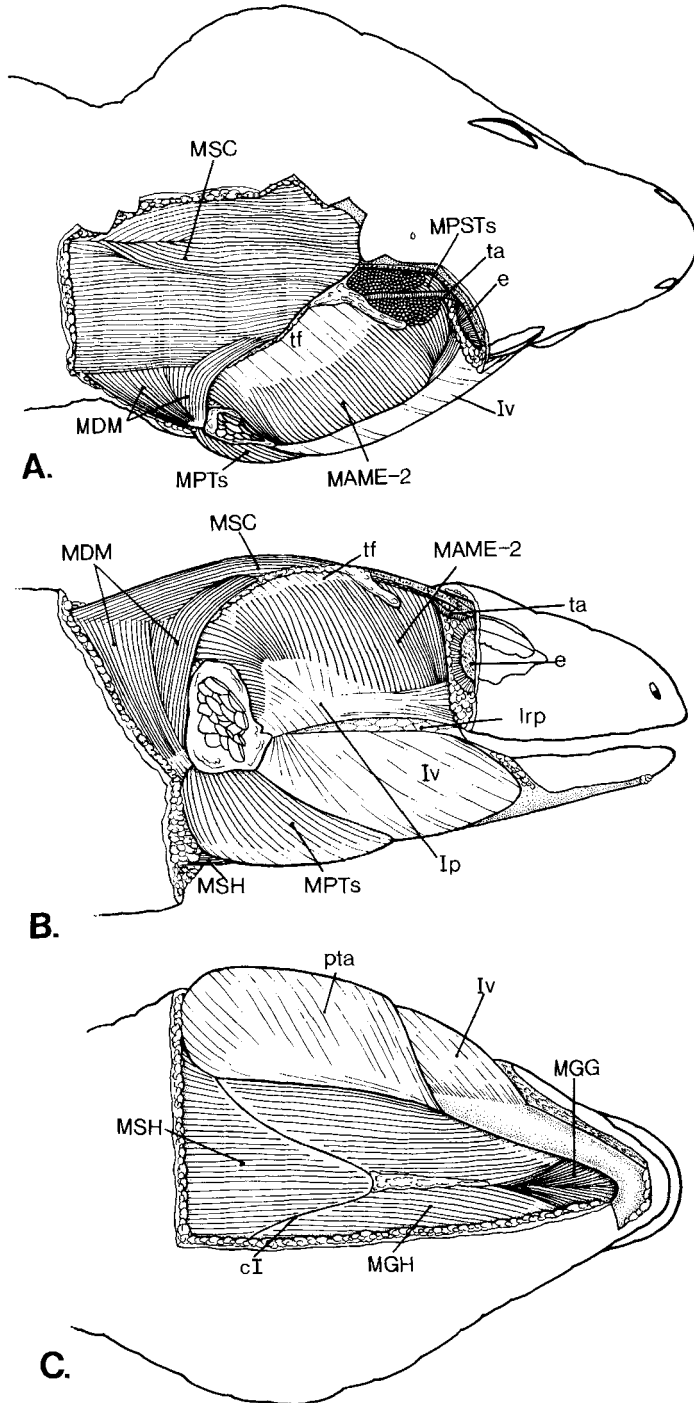 MSC
MPSTs
ta
e
tf
Iv
MDM
MPTs
MAME-2
A.
MSC
tf
MDM
MAME-2
ta
e
Irp
Iv
Ip
MSH
MPTs
B.
pta
Iv
MGG
MSH
cI
MGH
C.